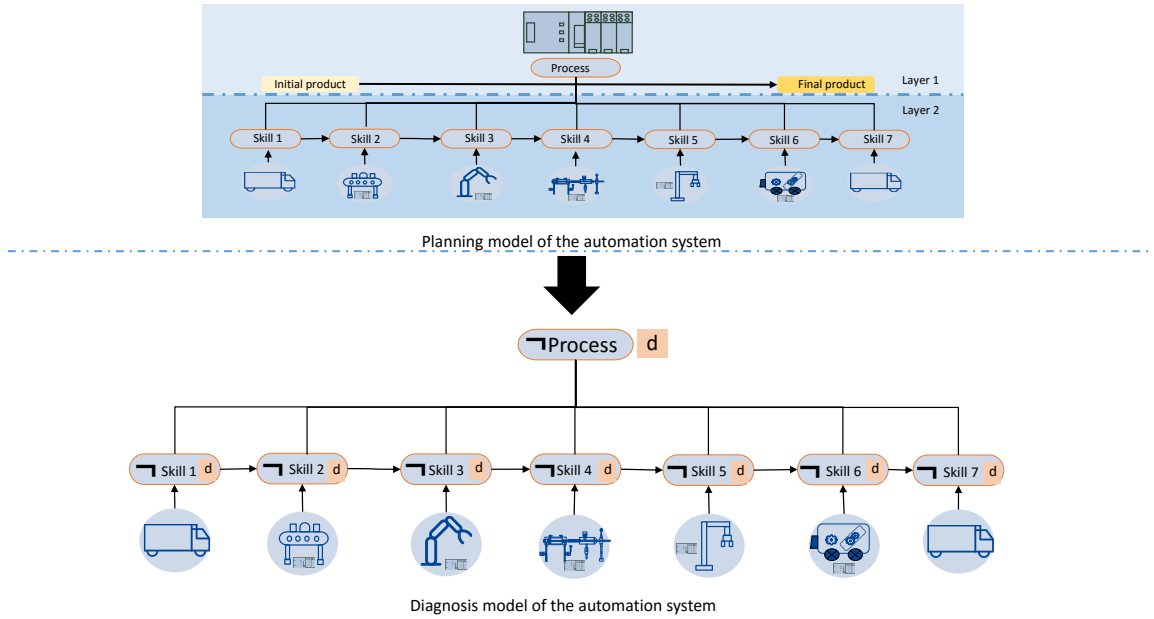 Process
Initial product
Final product
Layer 1
Layer 2
Skill 1
Skill 2
Skill 3
Skill 4
Skill 5
Skill 6
Skill 7
Planning model of the automation system
¬Process d
¬ Skill 1 d
¬ Skill 2 d
¬ Skill 3 d
¬ Skill 4 d
¬ Skill 5 d
¬ Skill 6 d
¬ Skill 7 d
Diagnosis model of the automation system